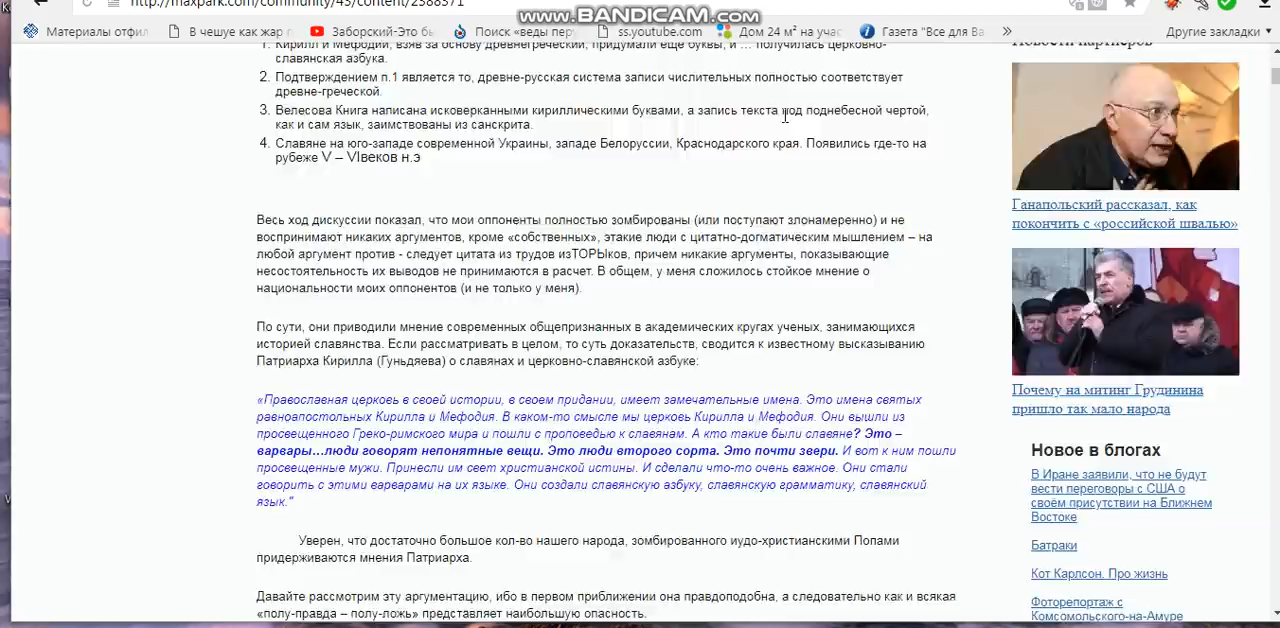 http://maxpark.com/community/43/content/2588371
www.BANDICAM.com
Материалы отфил
В чешуе как жар г
Заборский-Это бы
Поиск «веды перу
ss.youtube.com
Дом 24 м² на учас
Газета "Все для Ва
»
Другие закладки
1. Кирилл и Мефодий, взяв за основу древнегреческий, придумали еще буквы, и … получилась церковно-
славянская азбука.
2. Подтверждением п.1 является то, древне-русская система записи числительных полностью соответствует
древне-греческой.
3. Велесова Книга написана исковерканными кириллическими буквами, а запись текста под поднебесной чертой,
как и сам язык, заимствованы из санскрита.
4. Славяне на юго-западе современной Украины, западе Белоруссии, Краснодарского края. Появились где-то на
рубеже V – VIвеков н.э
Весь ход дискуссии показал, что мои оппоненты полностью зомбированы (или поступают злонамеренно) и не
воспринимают никаких аргументов, кроме «собственных», этакие люди с цитатно-догматическим мышлением – на
любой аргумент против - следует цитата из трудов изТОРЫков, причем никакие аргументы, показывающие
несостоятельность их выводов не принимаются в расчет. В общем, у меня сложилось стойкое мнение о
национальности моих оппонентов (и не только у меня).
По сути, они приводили мнение современных общепризнанных в академических кругах ученых, занимающихся
историей славянства. Если рассматривать в целом, то суть доказательств, сводится к известному высказыванию
Патриарха Кирилла (Гуньдяева) о славянах и церковно-славянской азбуке:
«Православная церковь в своей истории, в своем придании, имеет замечательные имена. Это имена святых
равноапостольных Кирилла и Мефодия. В каком-то смысле мы церковь Кирилла и Мефодия. Они вышли из
просвещенного Греко-римского мира и пошли с проповедью к славянам. А кто такие были славяне? Это –
варвары…люди говорят непонятные вещи. Это люди второго сорта. Это почти звери. И вот к ним пошли
просвещенные мужи. Принесли им свет христианской истины. И сделали что-то очень важное. Они стали
говорить с этими варварами на их языке. Они создали славянскую азбуку, славянскую грамматику, славянский
язык."
Уверен, что достаточно большое кол-во нашего народа, зомбированного иудо-христианскими Попами
придерживаются мнения Патриарха.
Давайте рассмотрим эту аргументацию, ибо в первом приближении она правдоподобна, а следовательно как и всякая
«полу-правда – полу-ложь» представляет наибольшую опасность.
Новости партнеров
Ганапольский рассказал, как
покончить с «российской швалью»
Почему на митинг Грудинина
пришло так мало народа
Новое в блогах
В Иране заявили, что не будут
вести переговоры с США о
своём присутствии на Ближнем
Востоке
Батраки
Кот Карлсон. Про жизнь
Фоторепортаж с
Комсомольского-на-Амуре